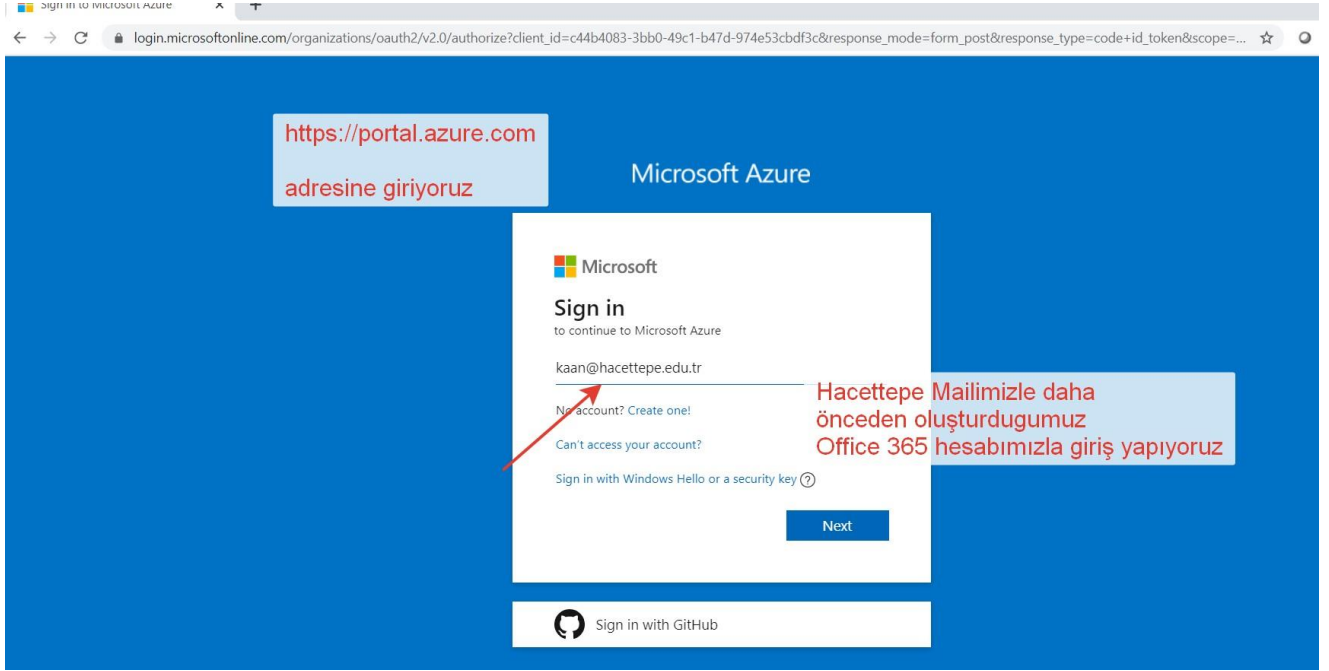 Sign in to Microsoft Azure
login.microsoftonline.com/organizations/oauth2/v2.0/authorize?client_id=c44b4083-3bb0-49c1-b47d-974e53cbdf3c&response_mode=form_post&response_type=code+id_token&scope=...
https://portal.azure.com
adresine giriyoruz
Microsoft Azure
Microsoft
Sign in
to continue to Microsoft Azure
kaan@hacettepe.edu.tr
No account? Create one!
Can't access your account?
Sign in with Windows Hello or a security key
Hacettepe Mailimizle daha
önceden oluşturdugumuz
Office 365 hesabımızla giriş yapıyoruz
Next
Sign in with GitHub